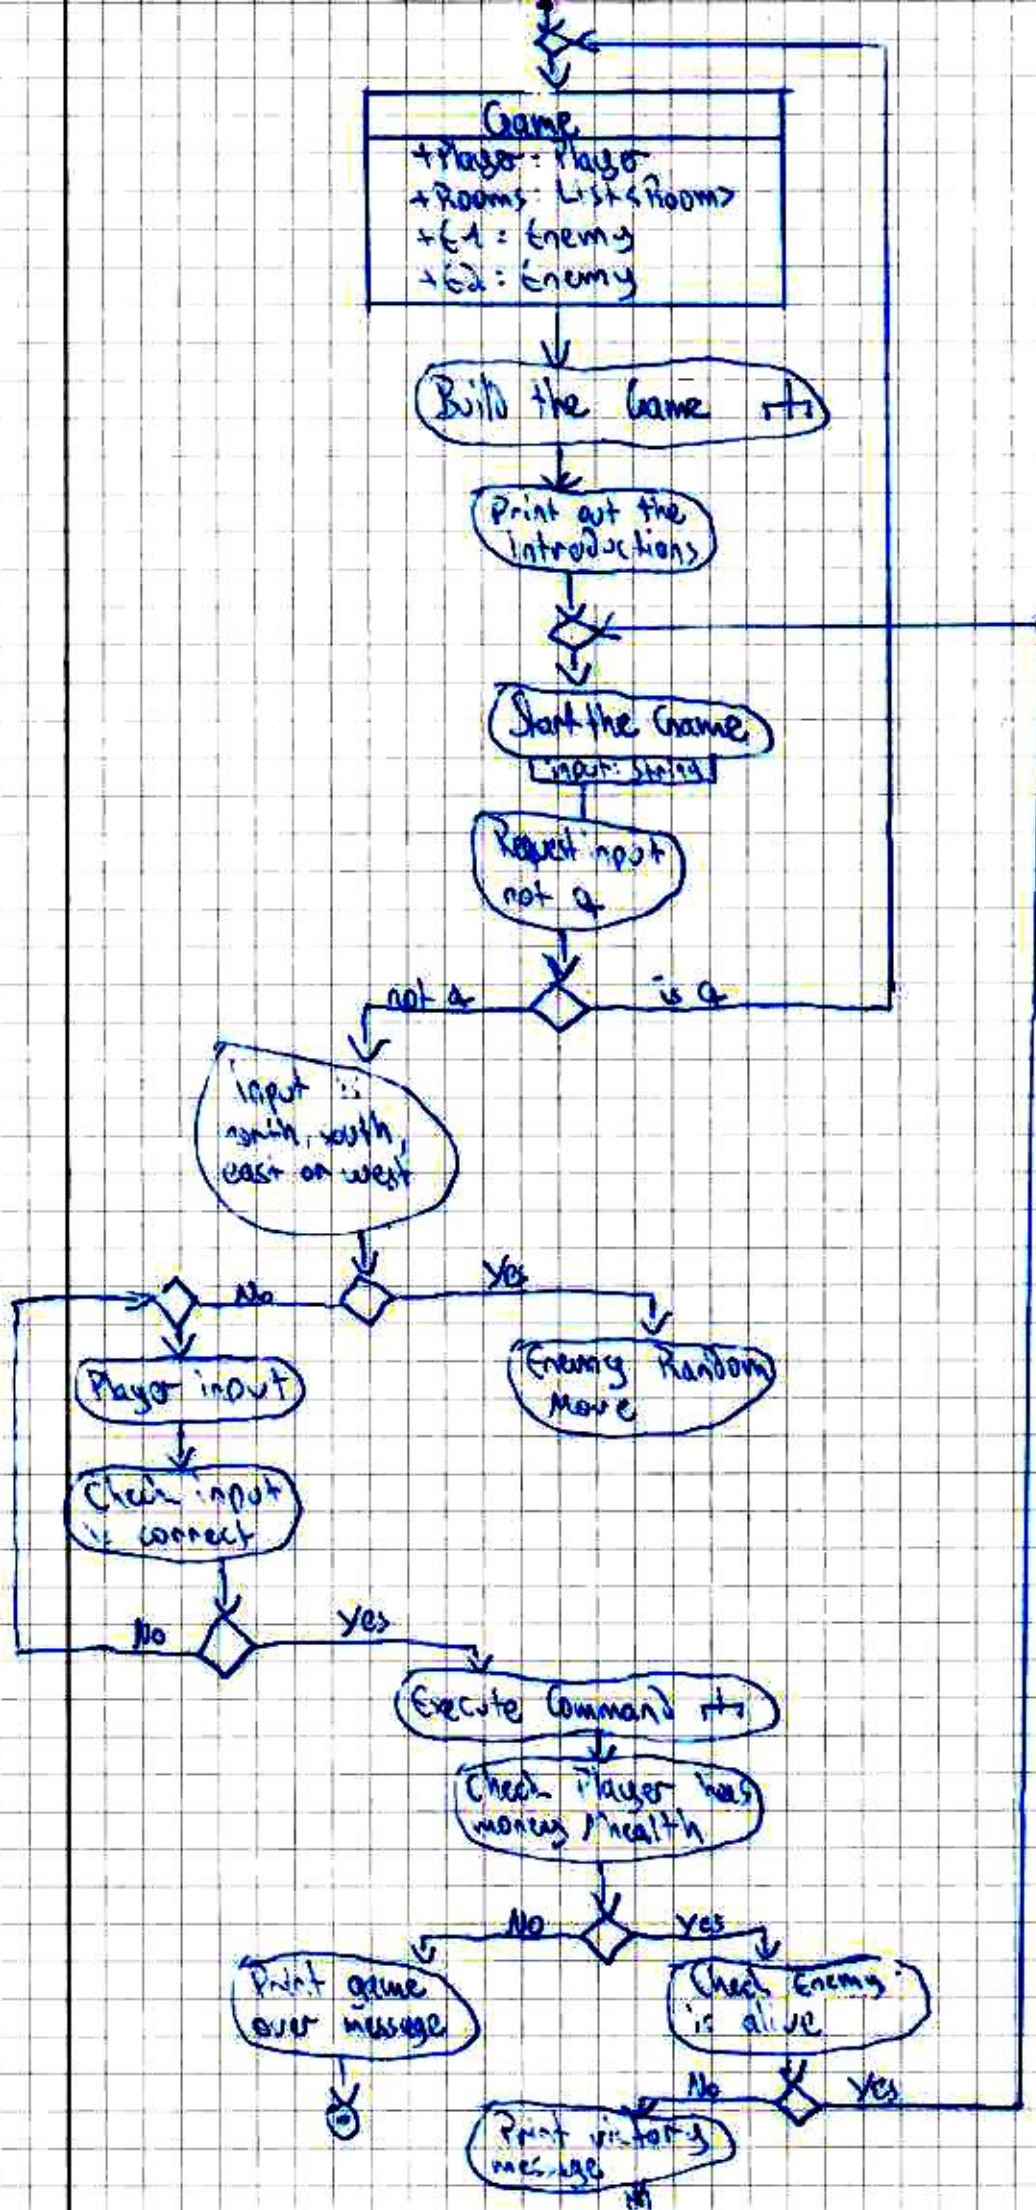 Game
+Player: Player
+Rooms: List<Room>
+E1: Enemy
+E2: Enemy
Build the Game
Print out the
introductions
Start the Game
input: String
Request input
not Q
not Q
is Q
input is
north, south,
east or west
No
Yes
Player input
Enemy Random
Move
Check input
is correct
No
Yes
Execute Command
Check Player has
money / health
No
Yes
Print game
over message
Check Enemy
is alive
No
Yes
Print victory
message